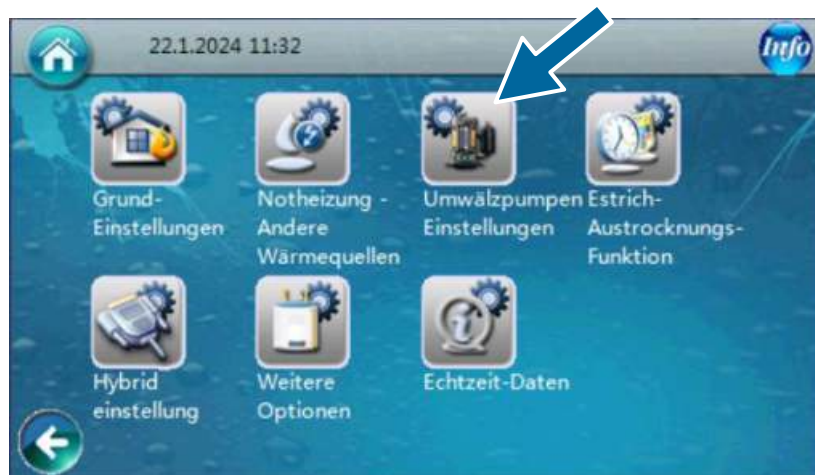 22.1.2024 11:32
Info
Grund-
Einstellungen
Notheizung -
Andere
Wärmequellen
Umwälzpumpen
Einstellungen
Estrich-
Austrocknungs-
Funktion
Hybrid
einstellung
Weitere
Optionen
Echtzeit-Daten